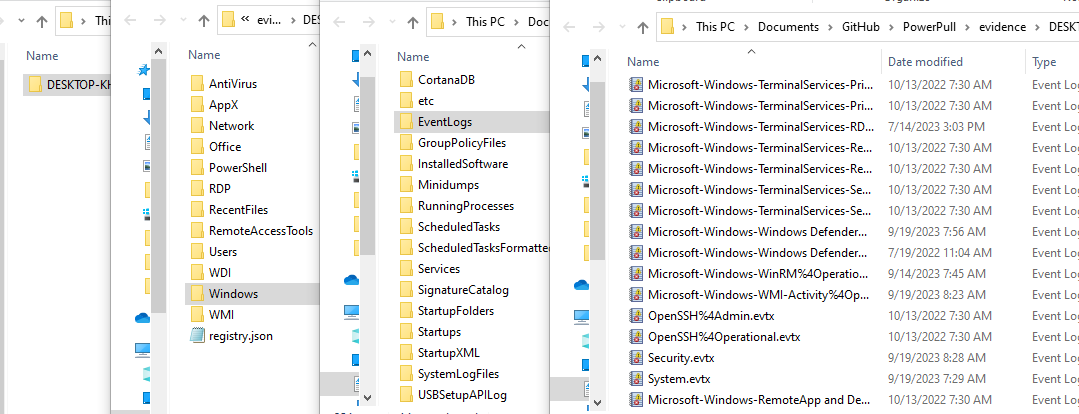 This PC
Name
DESKTOP-KH
« evi...
Name
AntiVirus
AppX
Network
Office
PowerShell
RDP
RecentFiles
RemoteAccessTools
Users
WDI
Windows
WMI
registry.json
This PC > Doc
Name
CortanaDB
etc
EventLogs
GroupPolicyFiles
InstalledSoftware
Minidumps
RunningProcesses
ScheduledTasks
ScheduledTasksFormatted
Services
SignatureCatalog
StartupFolders
Startups
StartupXML
SystemLogFiles
USBSetupAPILog
This PC > Documents > GitHub > PowerPull > evidence > DESKT
Name Date modified Type
Microsoft-Windows-TerminalServices-Pri... 10/13/2022 7:30 AM Event Log
Microsoft-Windows-TerminalServices-Pri... 10/13/2022 7:30 AM Event Log
Microsoft-Windows-TerminalServices-RD... 7/14/2023 3:03 PM Event Log
Microsoft-Windows-TerminalServices-Re... 10/13/2022 7:30 AM Event Log
Microsoft-Windows-TerminalServices-Re... 10/13/2022 7:30 AM Event Log
Microsoft-Windows-TerminalServices-Se... 10/13/2022 7:30 AM Event Log
Microsoft-Windows-TerminalServices-Se... 10/13/2022 7:30 AM Event Log
Microsoft-Windows-Windows Defender... 9/19/2023 7:56 AM Event Log
Microsoft-Windows-Windows Defender... 7/19/2022 11:04 AM Event Log
Microsoft-Windows-WinRM%4Operatio... 9/14/2023 7:45 AM Event Log
Microsoft-Windows-WMI-Activity%4Op... 9/19/2023 8:23 AM Event Log
OpenSSH%4Admin.evtx 10/13/2022 7:30 AM Event Log
OpenSSH%4Operational.evtx 10/13/2022 7:30 AM Event Log
Security.evtx 9/19/2023 8:28 AM Event Log
System.evtx 9/19/2023 7:29 AM Event Log
Microsoft-Windows-RemoteApp and De... 10/13/2022 7:30 AM Event Log